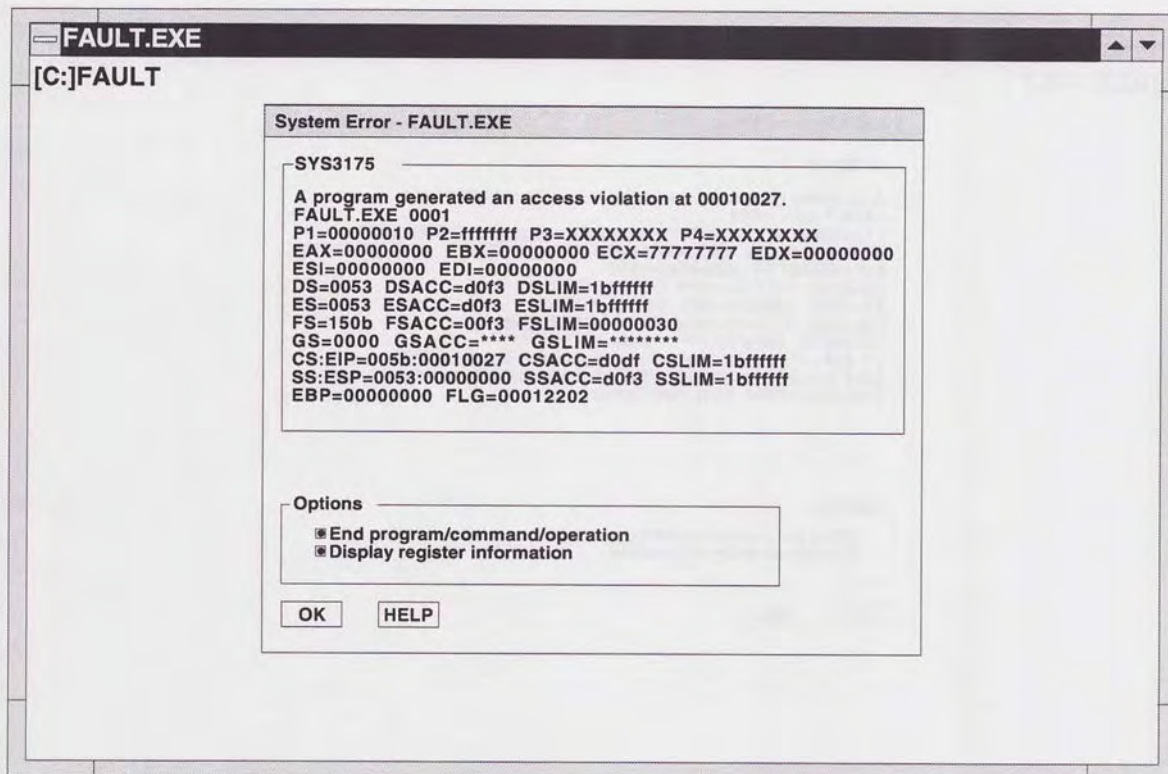 FAULT.EXE
[C:]FAULT
System Error - FAULT.EXE
SYS3175
A program generated an access violation at 00010027.
FAULT.EXE 0001
P1=00000010 P2=ffffffff P3=XXXXXXXX P4=XXXXXXXX
EAX=00000000 EBX=00000000 ECX=77777777 EDX=00000000
ESI=00000000 EDI=00000000
DS=0053 DSACC=d0f3 DSLIM=1bffffff
ES=0053 ESACC=d0f3 ESLIM=1bffffff
FS=150b FSACC=00f3 FSLIM=00000030
GS=0000 GSACC=**** GSLIM=********
CS:EIP=005b:00010027 CSACC=d0df CSLIM=1bffffff
SS:ESP=0053:00000000 SSACC=d0f3 SSLIM=1bffffff
EBP=00000000 FLG=00012202
Options
End program/command/operation
Display register information
OK HELP